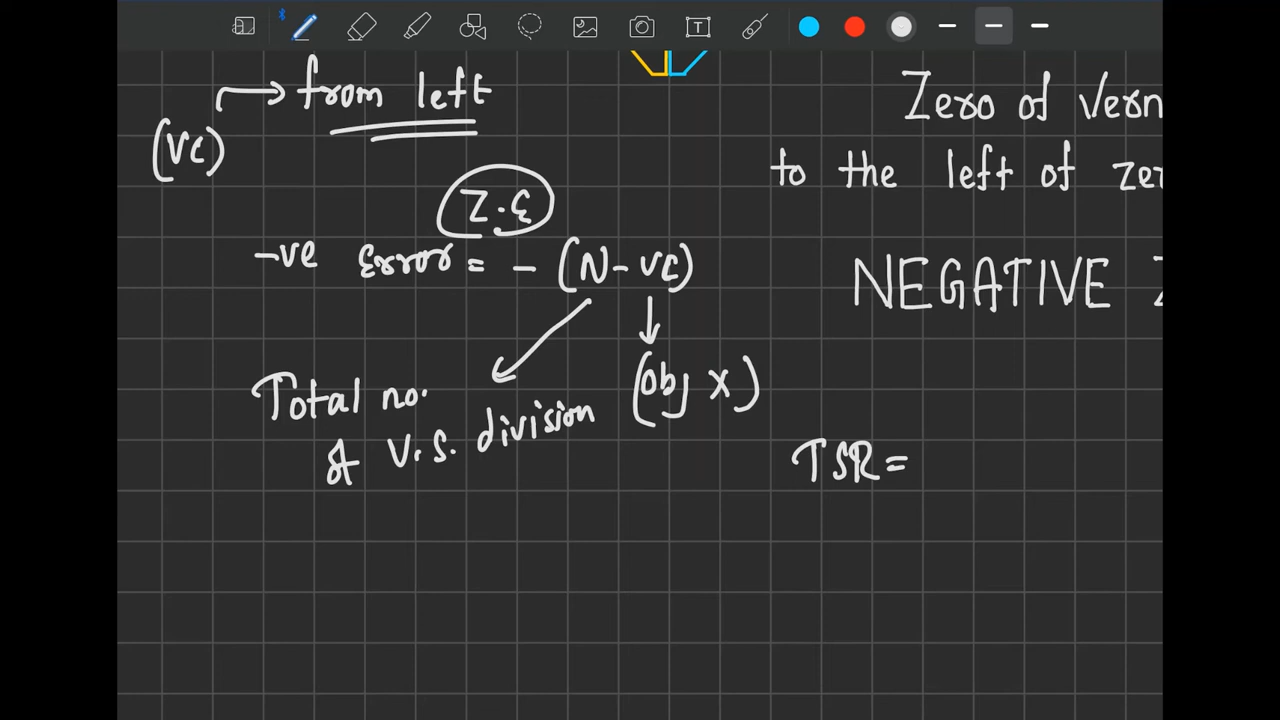 from left
(VC)
Z.E
-ve Error = - (N-VC)
(obj x)
Total no.
of V.S. division
Zero of Vern
to the left of zer
NEGATIVE Z
TSR=
T